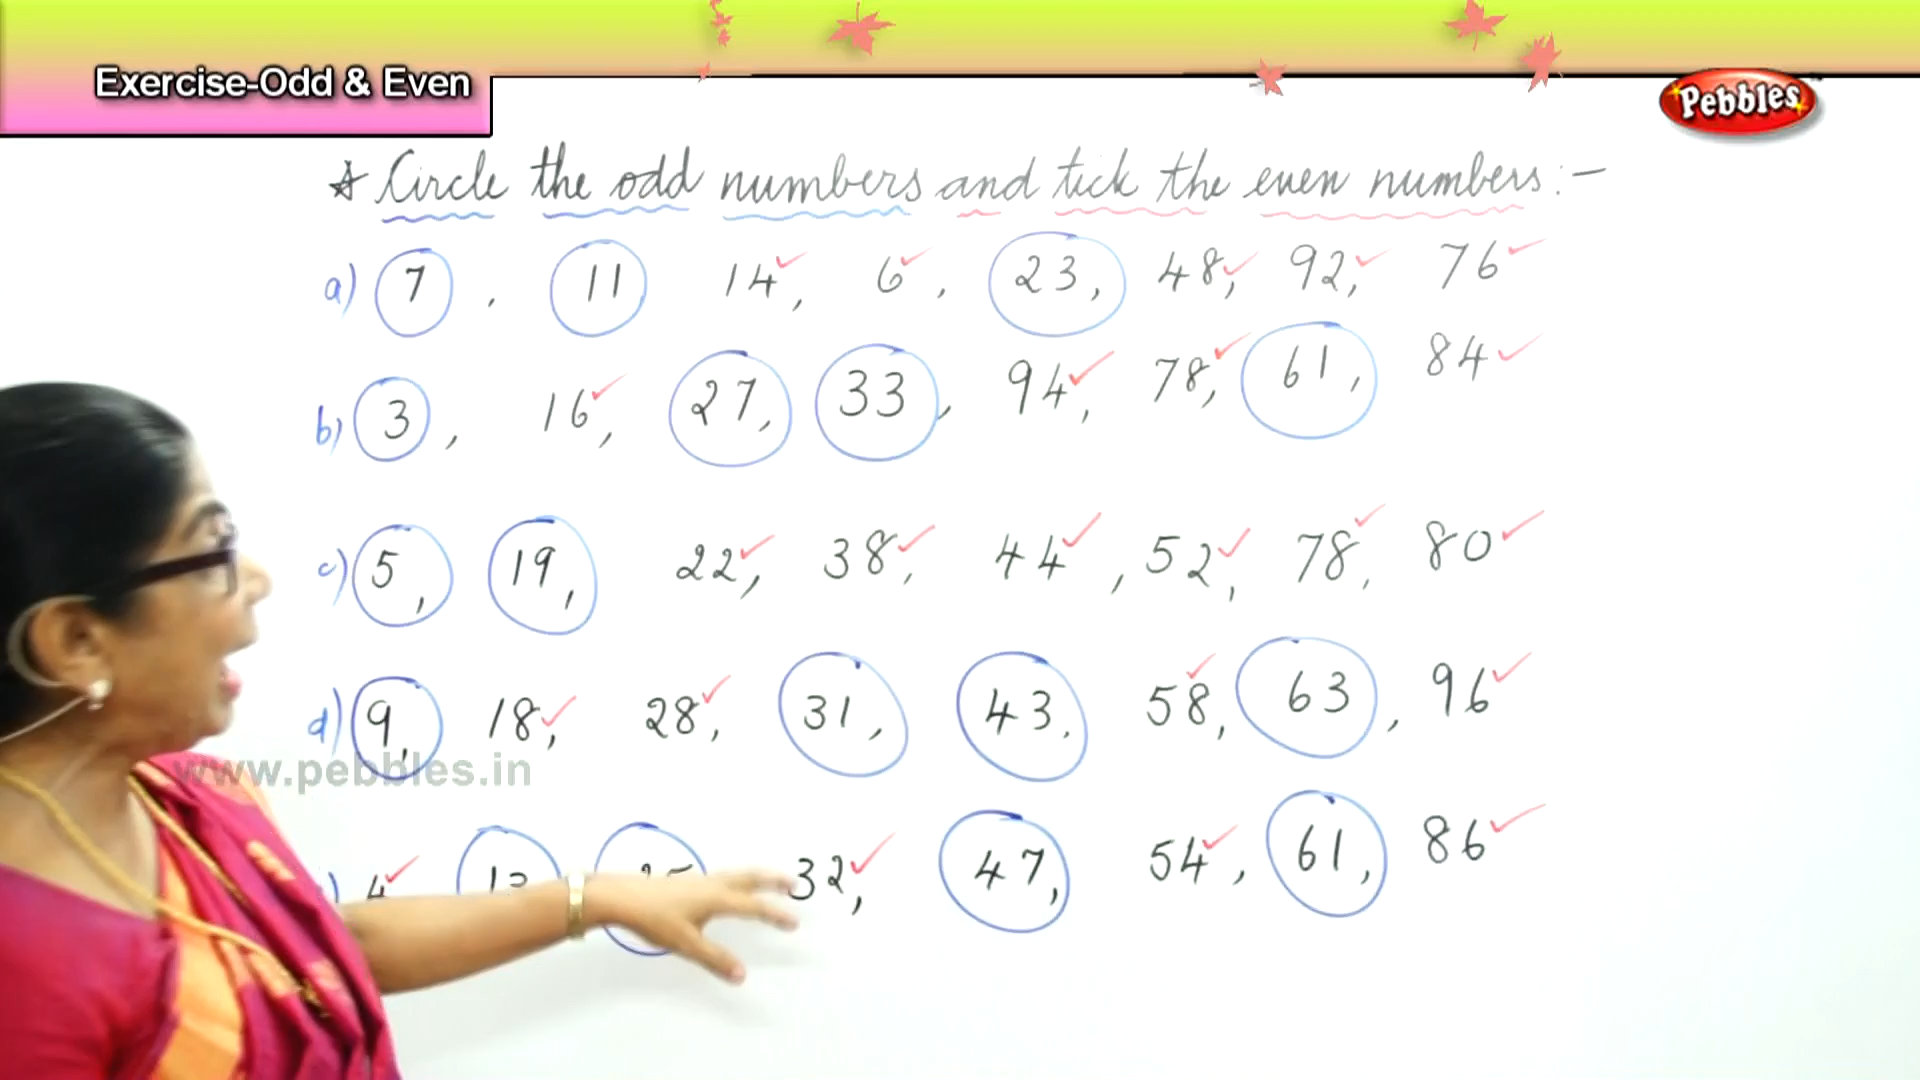 Exercise-Odd & Even
Pebbles
☆ Circle the odd numbers and tick the even numbers:-
a) 7, 11 14, 6, 23, 48, 92, 76
b) 3, 16, 27, 33, 94, 78, 61, 84
c) 5, 19, 22, 38, 44, 52, 78, 80
d) 9, 18, 28, 31, 43, 58, 63, 96
www.pebbles.in
4 13 32, 47, 54, 61, 86